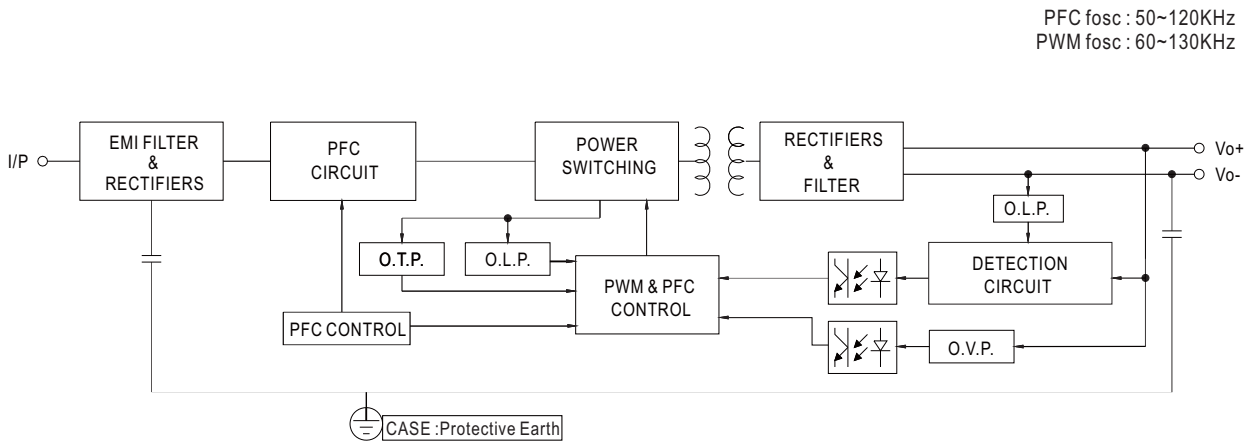 PFC fosc : 50~120KHz
PWM fosc : 60~130KHz
I/P
EMI FILTER
&
RECTIFIERS
PFC
CIRCUIT
POWER
SWITCHING
RECTIFIERS
&
FILTER
Vo+
Vo-
O.L.P.
O.T.P.
O.L.P.
PWM & PFC
CONTROL
DETECTION
CIRCUIT
PFC CONTROL
O.V.P.
CASE :Protective Earth